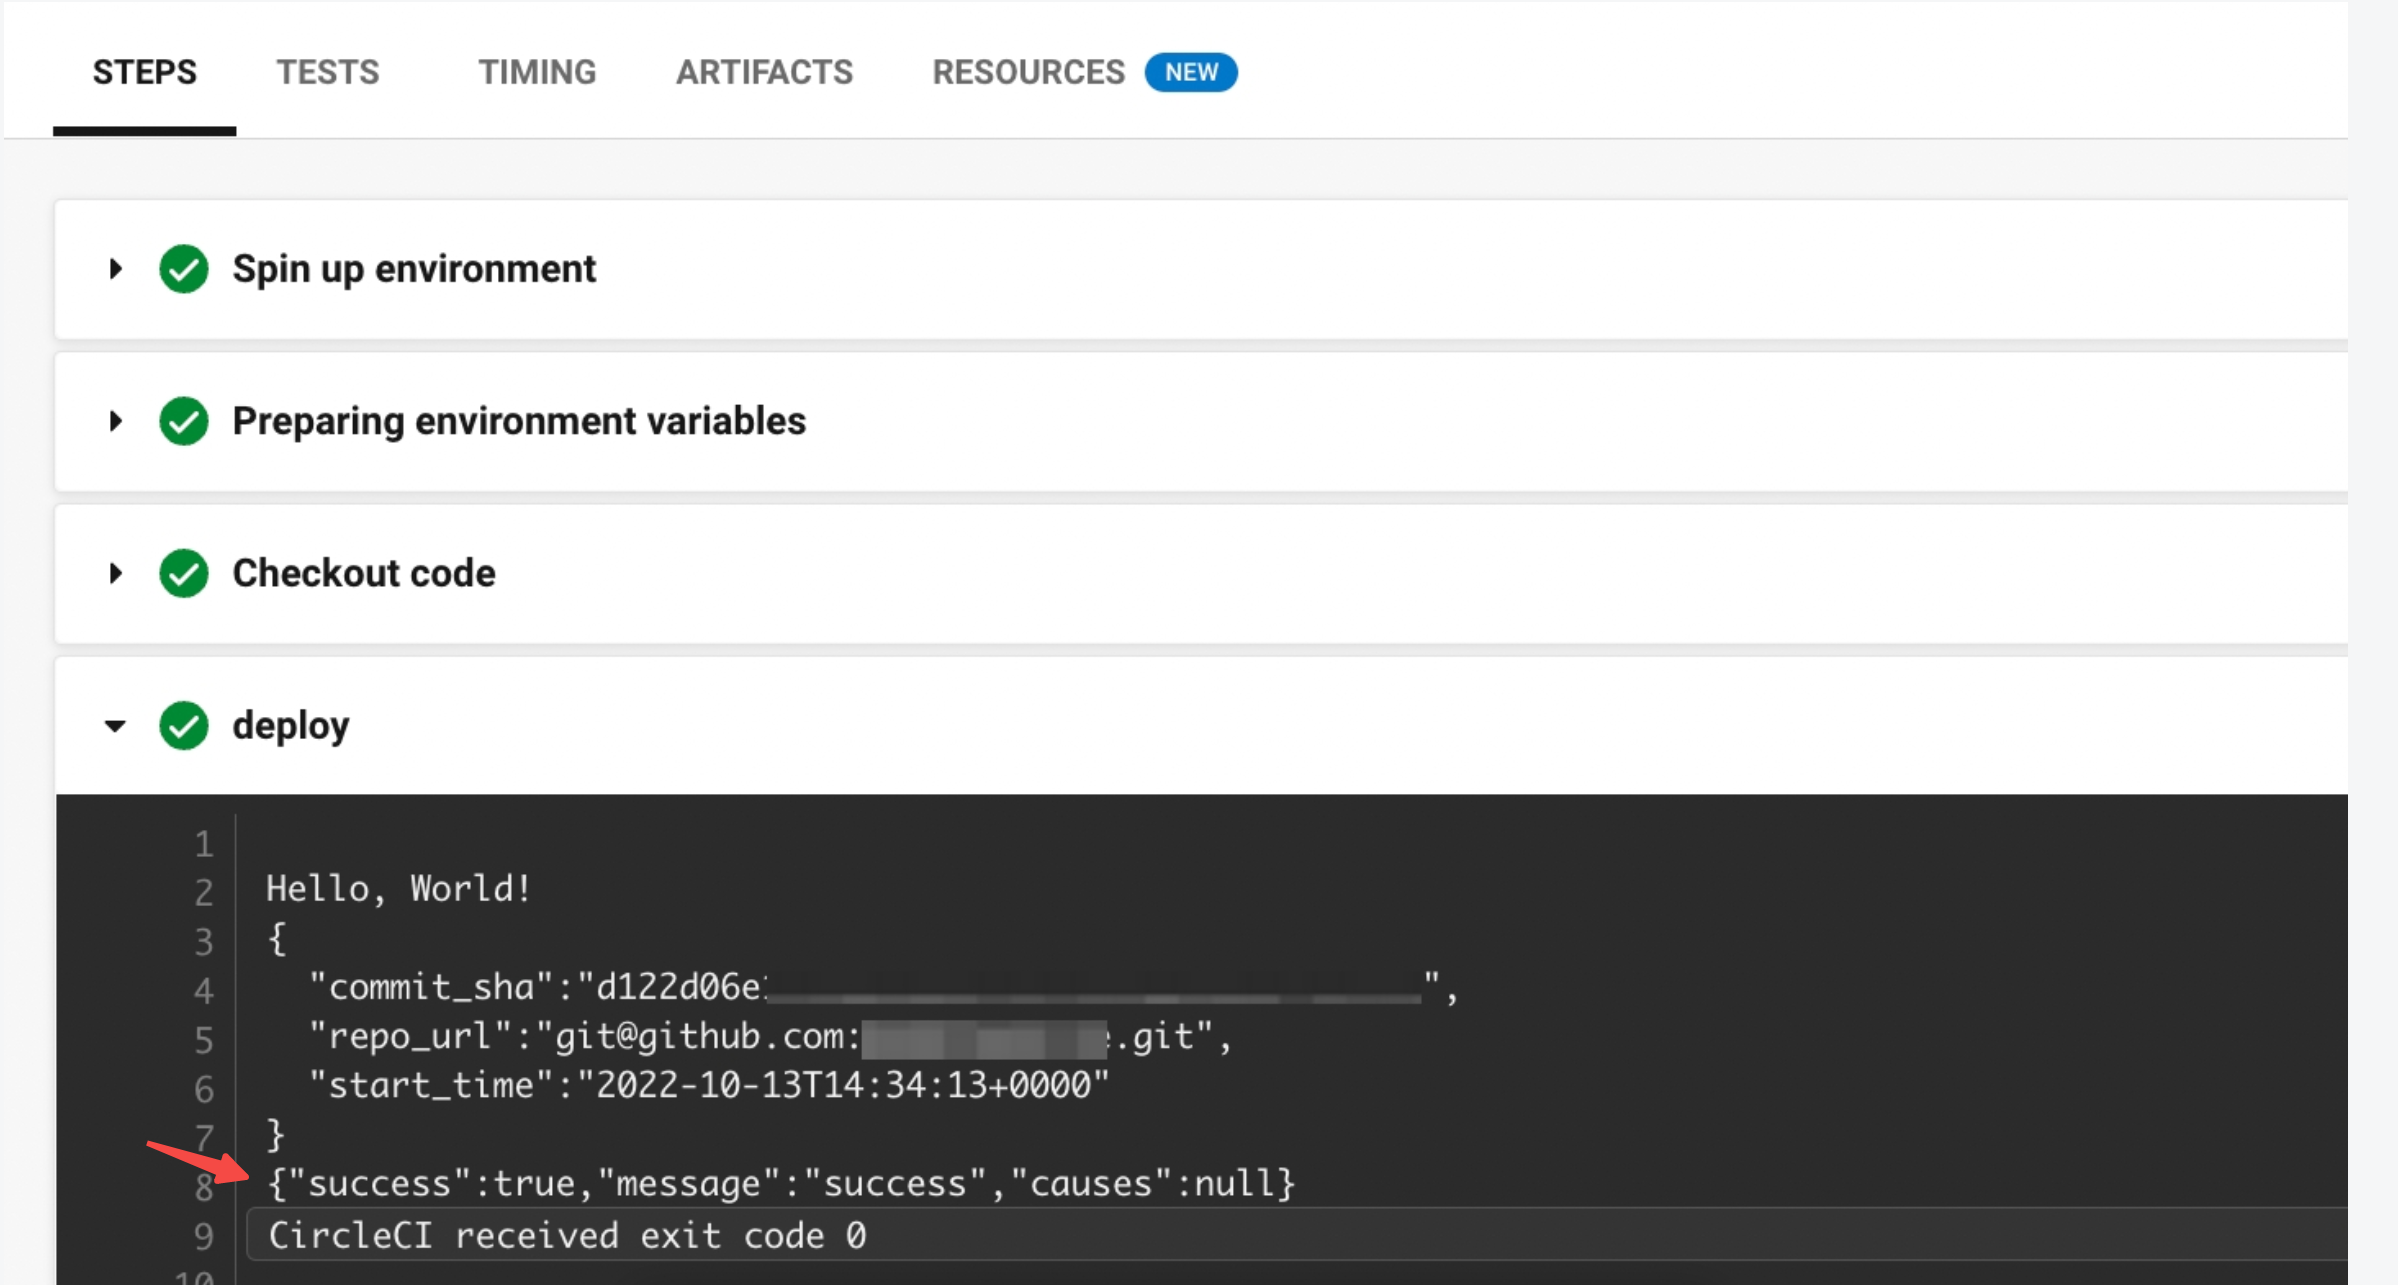 STEPS TESTS TIMING ARTIFACTS RESOURCES NEW
Spin up environment
Preparing environment variables
Checkout code
deploy
1
2 Hello, World!
3 {
4 "commit_sha":"d122d06e ",
5 "repo_url":"git@github.com: .git",
6 "start_time":"2022-10-13T14:34:13+0000"
7 }
8 {"success":true,"message":"success","causes":null}
9 CircleCI received exit code 0
10